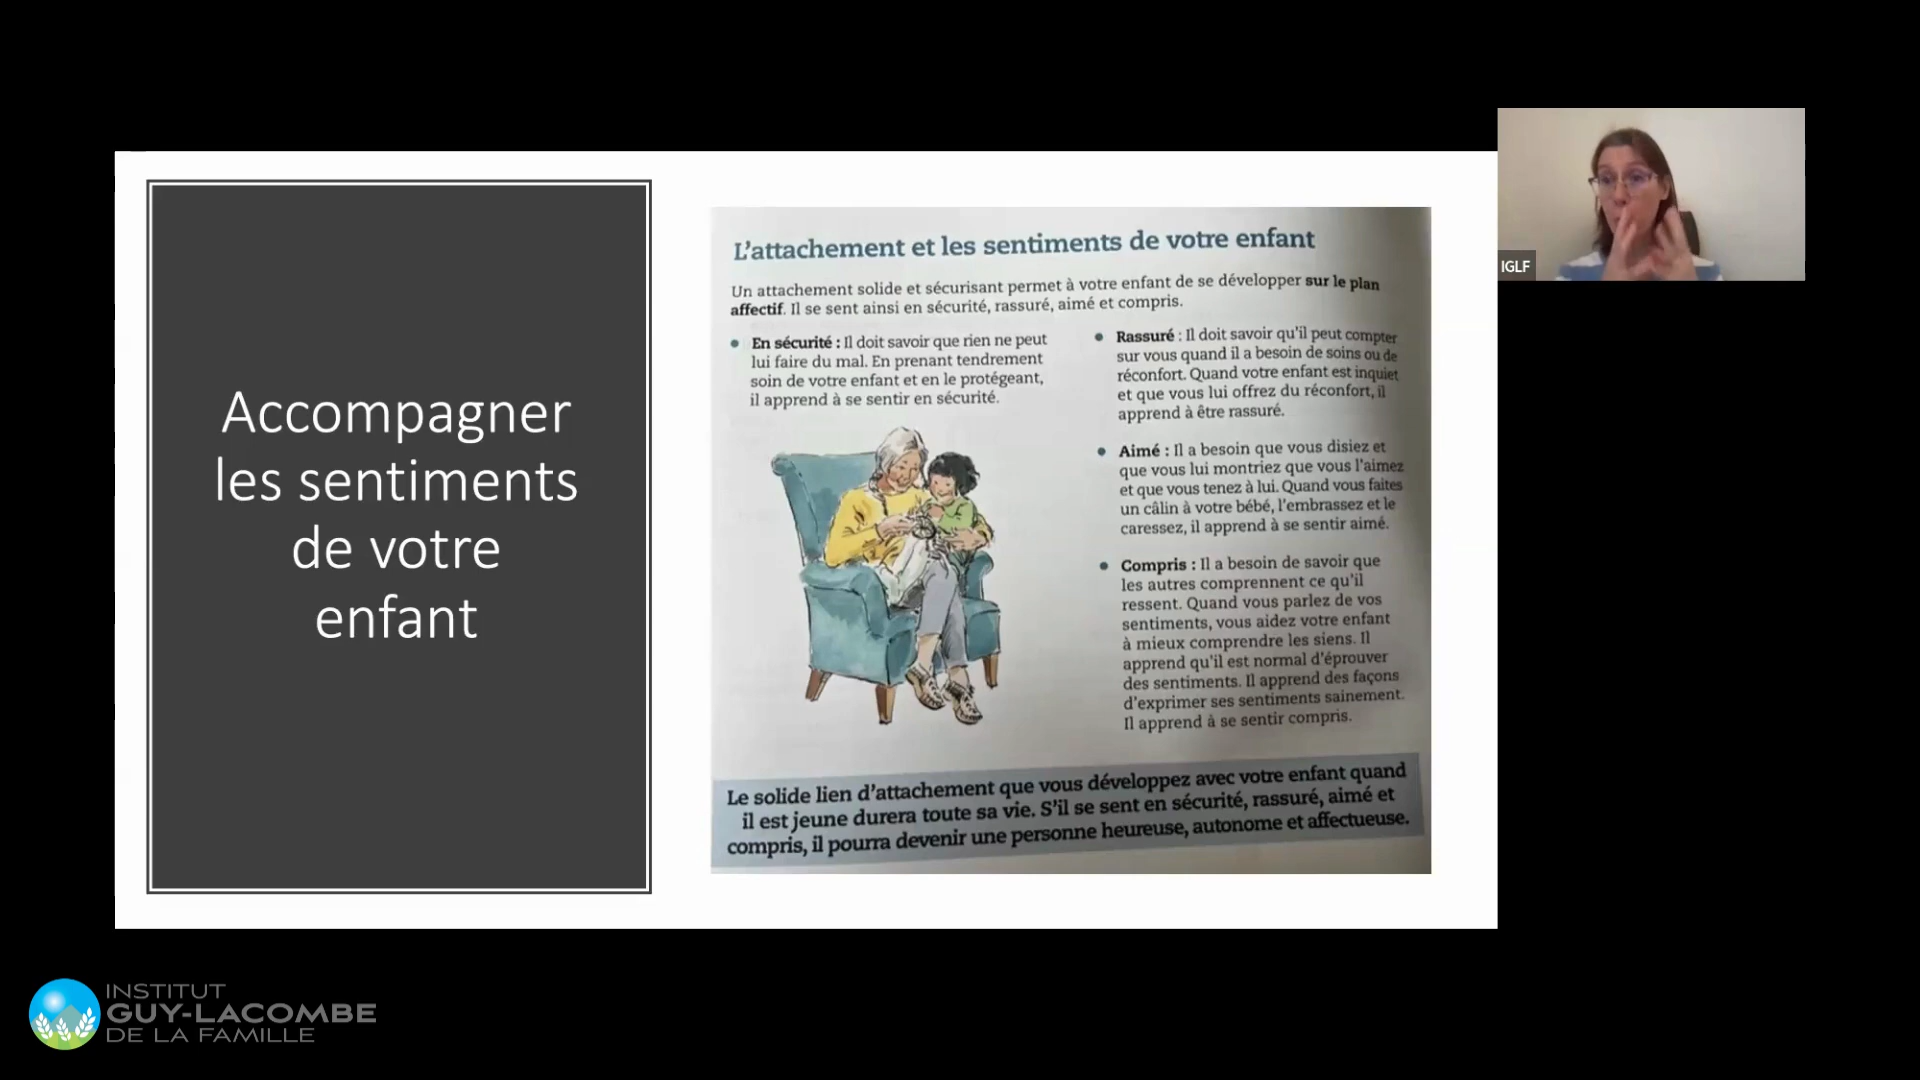 Accompagner
les sentiments
de votre
enfant
L'attachement et les sentiments de votre enfant
Un attachement solide et sécurisant permet à votre enfant de se développer sur le plan
affectif. Il se sent ainsi en sécurité, rassuré, aimé et compris.
• En sécurité : Il doit savoir que rien ne peut
lui faire du mal. En prenant tendrement
soin de votre enfant et en le protégeant,
il apprend à se sentir en sécurité.
• Rassuré : Il doit savoir qu'il peut compter
sur vous quand il a besoin de soins ou de
réconfort. Quand votre enfant est inquiet
et que vous lui offrez du réconfort, il
apprend à être rassuré.
• Aimé : Il a besoin que vous disiez et
que vous lui montriez que vous l'aimez
et que vous tenez à lui. Quand vous faites
un câlin à votre bébé, l'embrassez et le
caressez, il apprend à se sentir aimé.
• Compris : Il a besoin de savoir que
les autres comprennent ce qu'il
ressent. Quand vous parlez de vos
sentiments, vous aidez votre enfant
à mieux comprendre les siens. Il
apprend qu'il est normal d'éprouver
des sentiments. Il apprend des façons
d'exprimer ses sentiments sainement.
Il apprend à se sentir compris.
Le solide lien d'attachement que vous développez avec votre enfant quand
il est jeune durera toute sa vie. S'il se sent en sécurité, rassuré, aimé et
compris, il pourra devenir une personne heureuse, autonome et affectueuse.
IGLF
INSTITUT
GUY-LACOMBE
DE LA FAMILLE